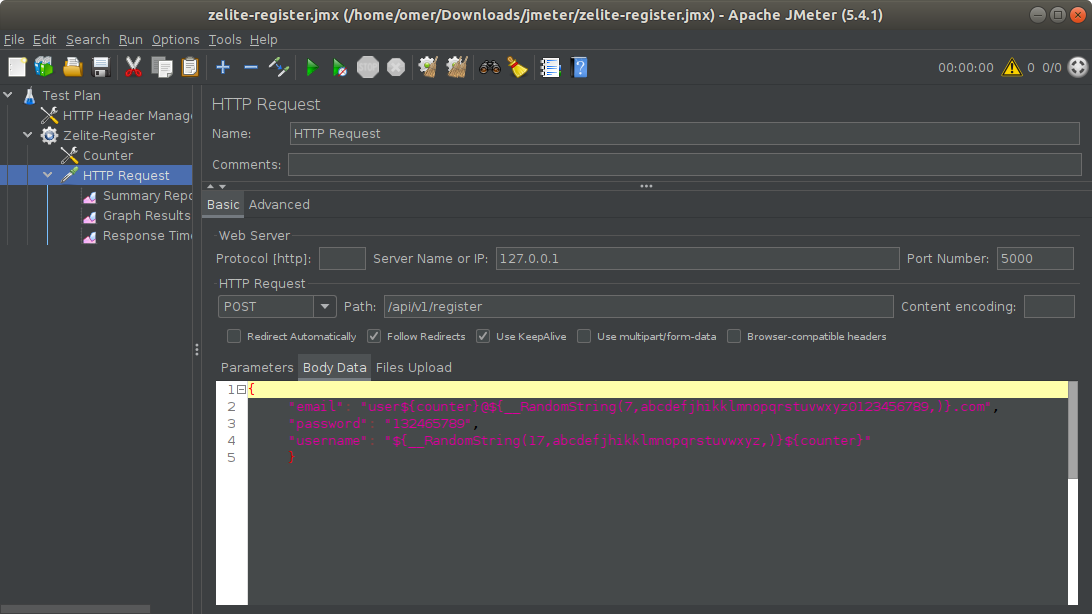 zelite-register.jmx (/home/omer/Downloads/jmeter/zelite-register.jmx) - Apache JMeter (5.4.1)
File Edit Search Run Options Tools Help
00:00:00 0 0/0
Test Plan
HTTP Header Manag
Zelite-Register
Counter
HTTP Request
Summary Repo
Graph Results
Response Tim
HTTP Request
Name: HTTP Request
Comments:
Basic Advanced
Web Server
Protocol [http]: Server Name or IP: 127.0.0.1 Port Number: 5000
HTTP Request
POST Path: /api/v1/register Content encoding:
Redirect Automatically Follow Redirects Use KeepAlive Use multipart/form-data Browser-compatible headers
Parameters Body Data Files Upload
1 {
2 "email": "user${counter}@${__RandomString(7,abcdefjhikklmnopqrstuvwxyz0123456789,)}.com",
3 "password": "132465789",
4 "username": "${__RandomString(17,abcdefjhikklmnopqrstuvwxyz,)}${counter}"
5 }